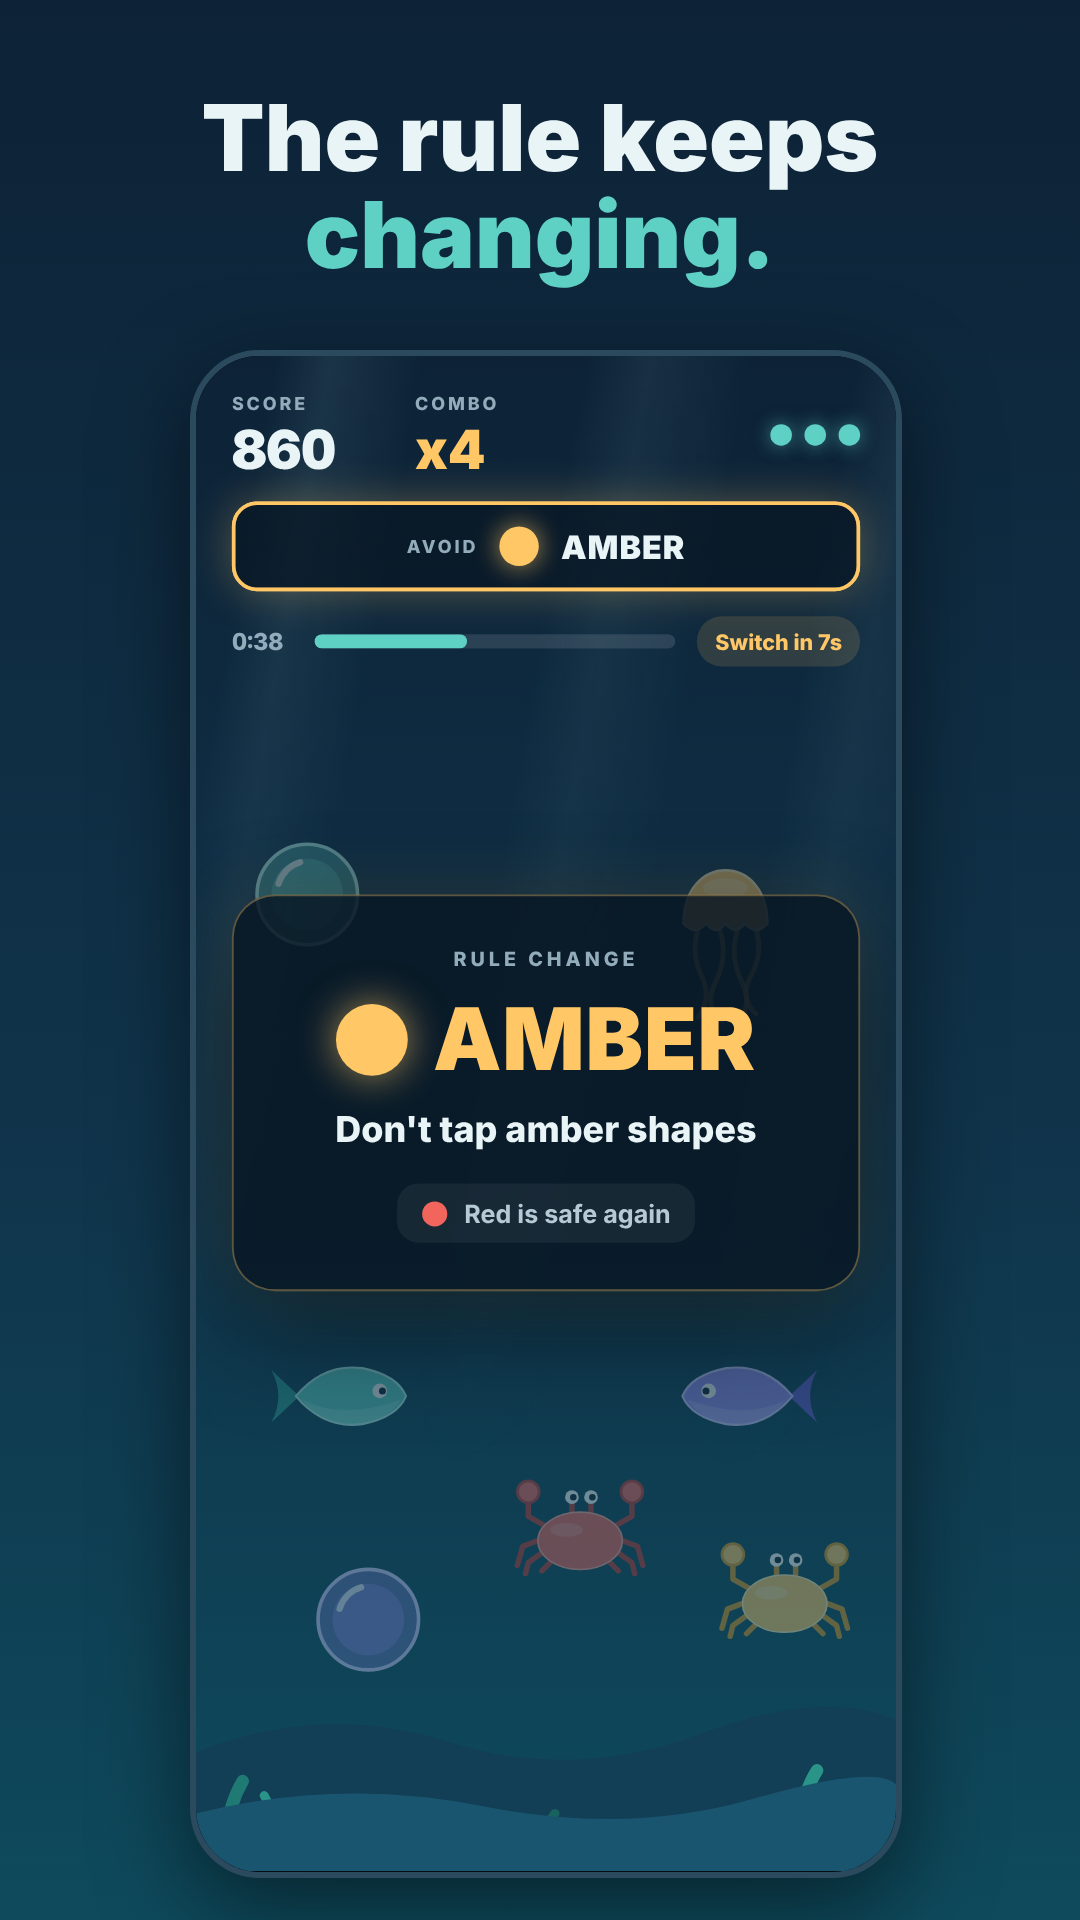 The rule keeps
changing.
SCORE
COMBO
860
x4
AVOID AMBER
0:38
Switch in 7s
RULE CHANGE
AMBER
Don't tap amber shapes
Red is safe again